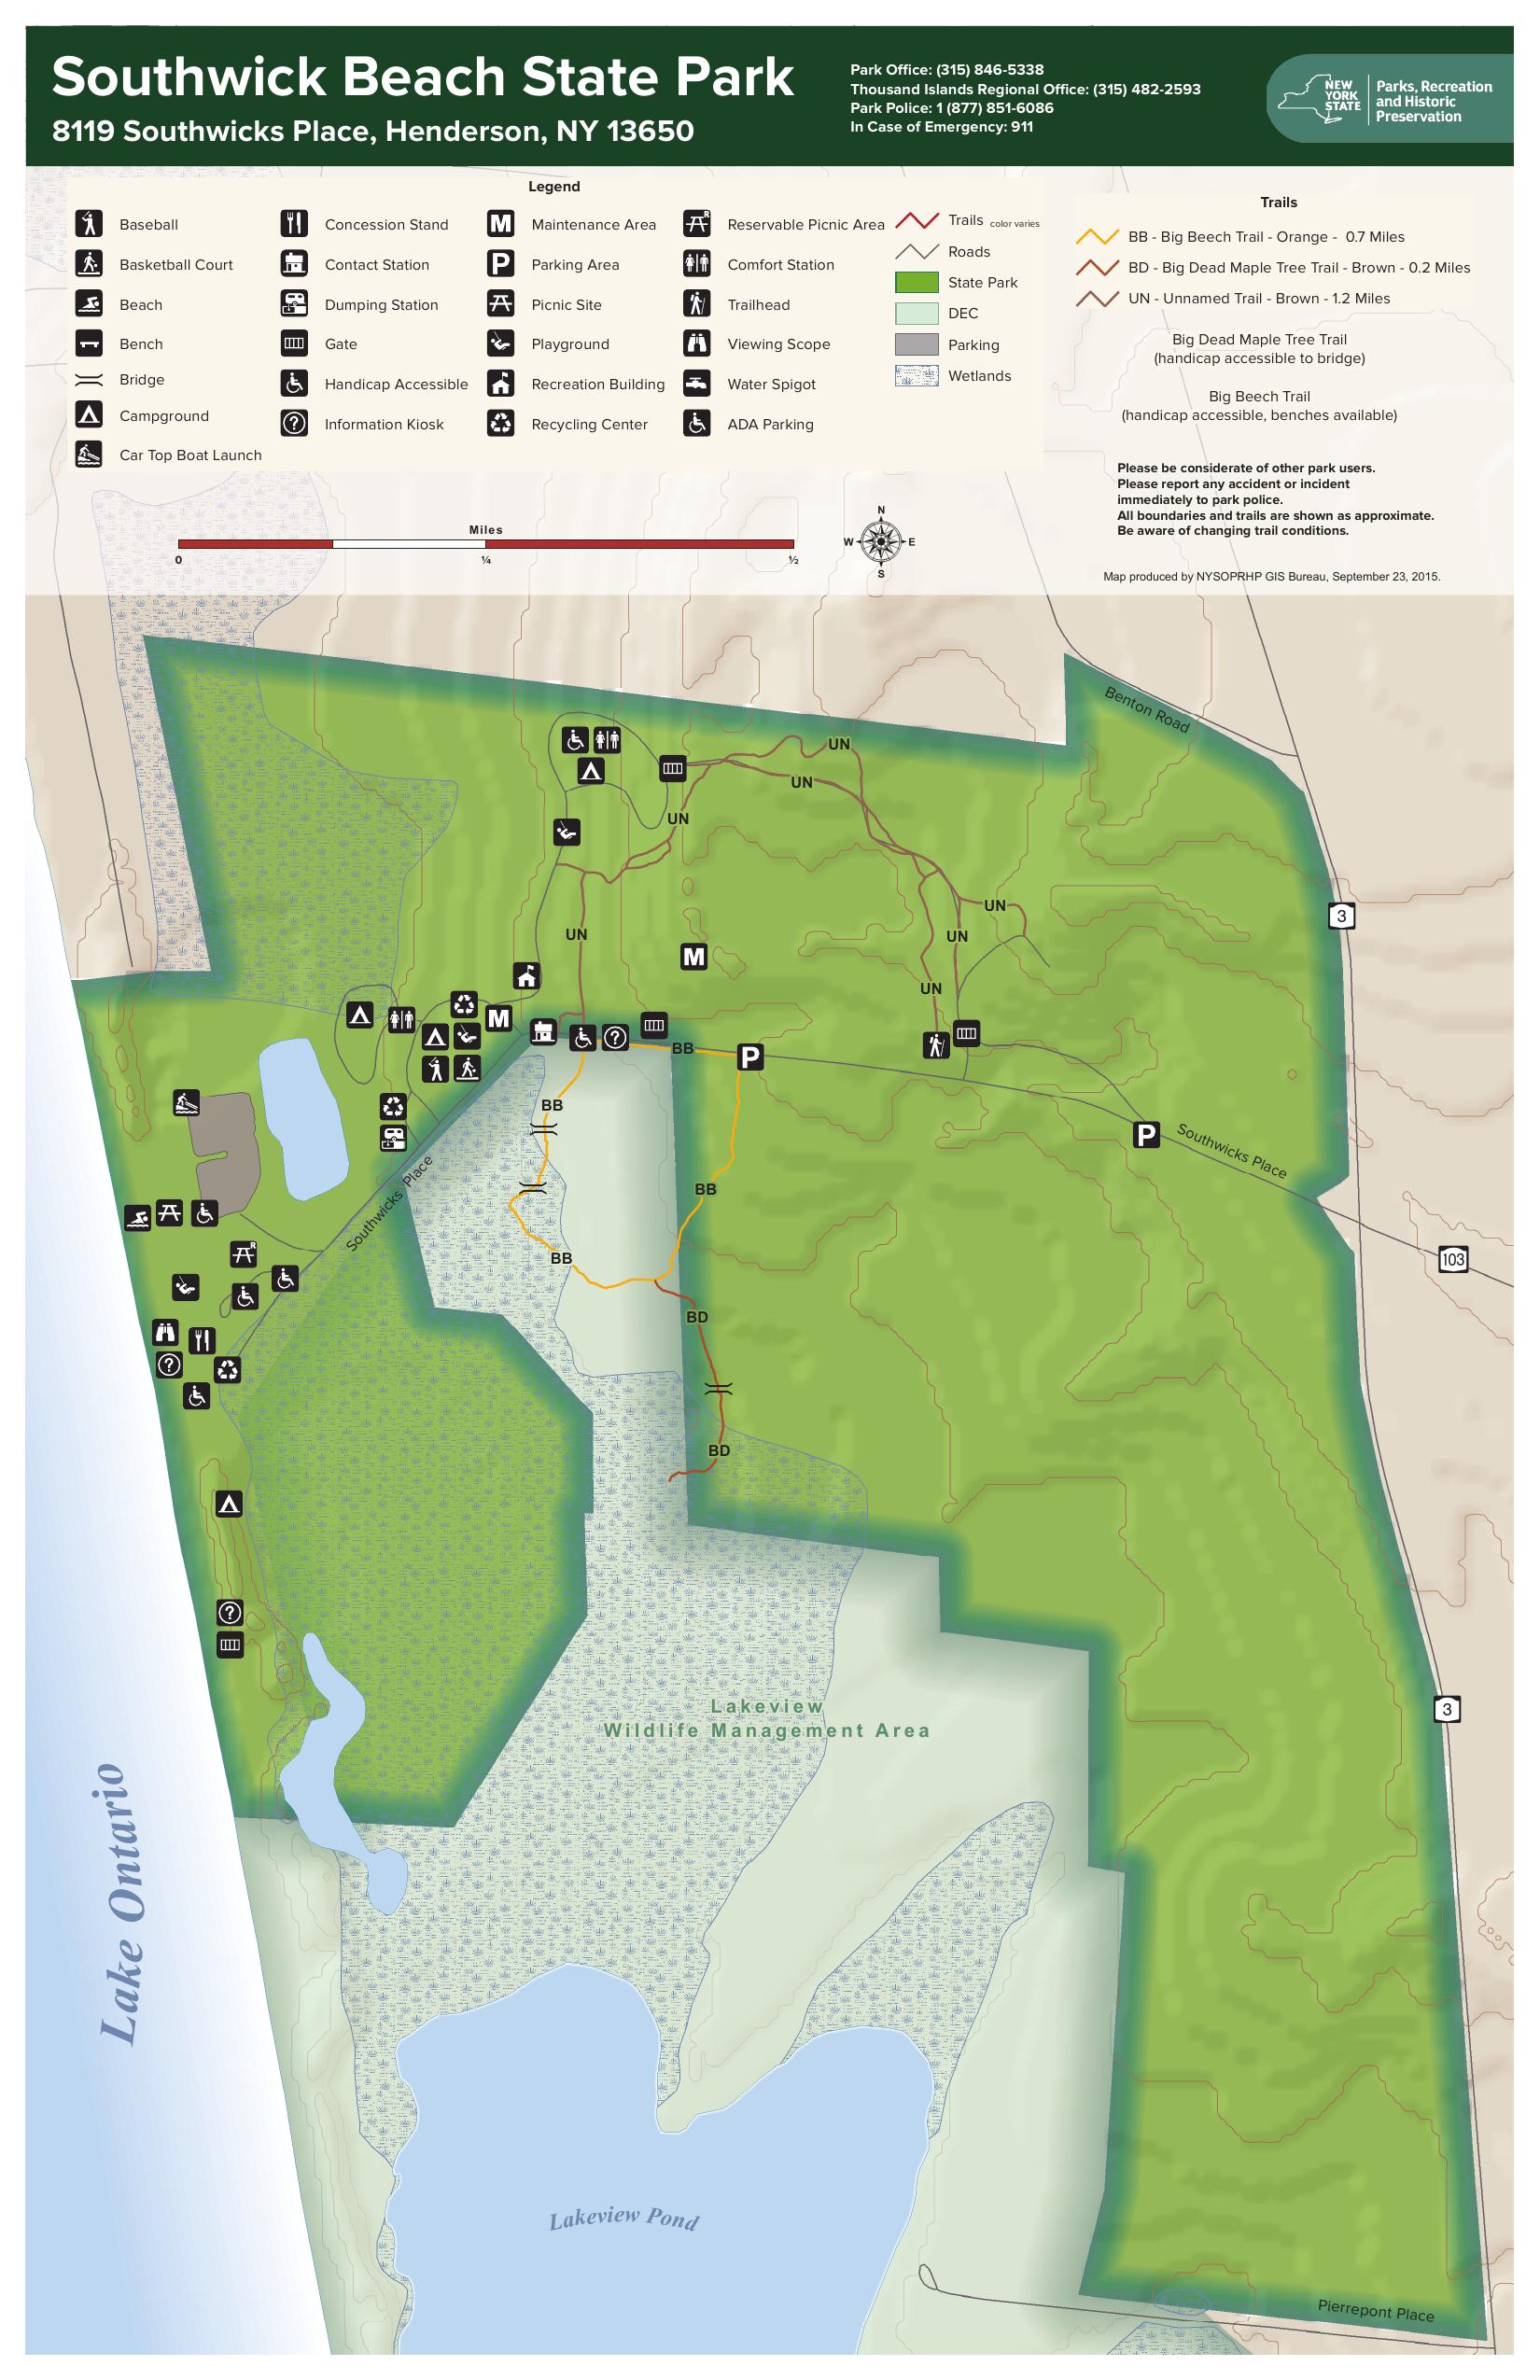 Southwick Beach State Park
8119 Southwicks Place, Henderson, NY 13650
Park Office: (315) 846-5338
Thousand Islands Regional Office: (315) 482-2593
Park Police: 1 (877) 851-6086
In Case of Emergency: 911
NEW
YORK
STATE
Parks, Recreation
and Historic
Preservation
Legend
Baseball
Basketball Court
Beach
Bench
Bridge
Campground
Car Top Boat Launch
Concession Stand
Contact Station
Dumping Station
Gate
Handicap Accessible
Information Kiosk
M Maintenance Area
P Parking Area
Picnic Site
Playground
Recreation Building
Recycling Center
R Reservable Picnic Area
Comfort Station
Trailhead
Viewing Scope
Water Spigot
ADA Parking
Trails color varies
Roads
State Park
DEC
Parking
Wetlands
Trails
BB - Big Beech Trail - Orange - 0.7 Miles
BD - Big Dead Maple Tree Trail - Brown - 0.2 Miles
UN - Unnamed Trail - Brown - 1.2 Miles
Big Dead Maple Tree Trail
(handicap accessible to bridge)
Big Beech Trail
(handicap accessible, benches available)
Please be considerate of other park users.
Please report any accident or incident
immediately to park police.
All boundaries and trails are shown as approximate.
Be aware of changing trail conditions.
Map produced by NYSOPRHP GIS Bureau, September 23, 2015.
Miles
0 ¼ ½
N
W E
S
Benton Road
UN
UN
UN
3
UN
UN
UN
M
UN
M
?
BB
P
BB
P
Southwicks Place
Southwicks Place
BB
R
BB
103
BD
?
BD
?
3
Lakeview
Wildlife Management Area
Lake Ontario
Lakeview Pond
Pierrepont Place